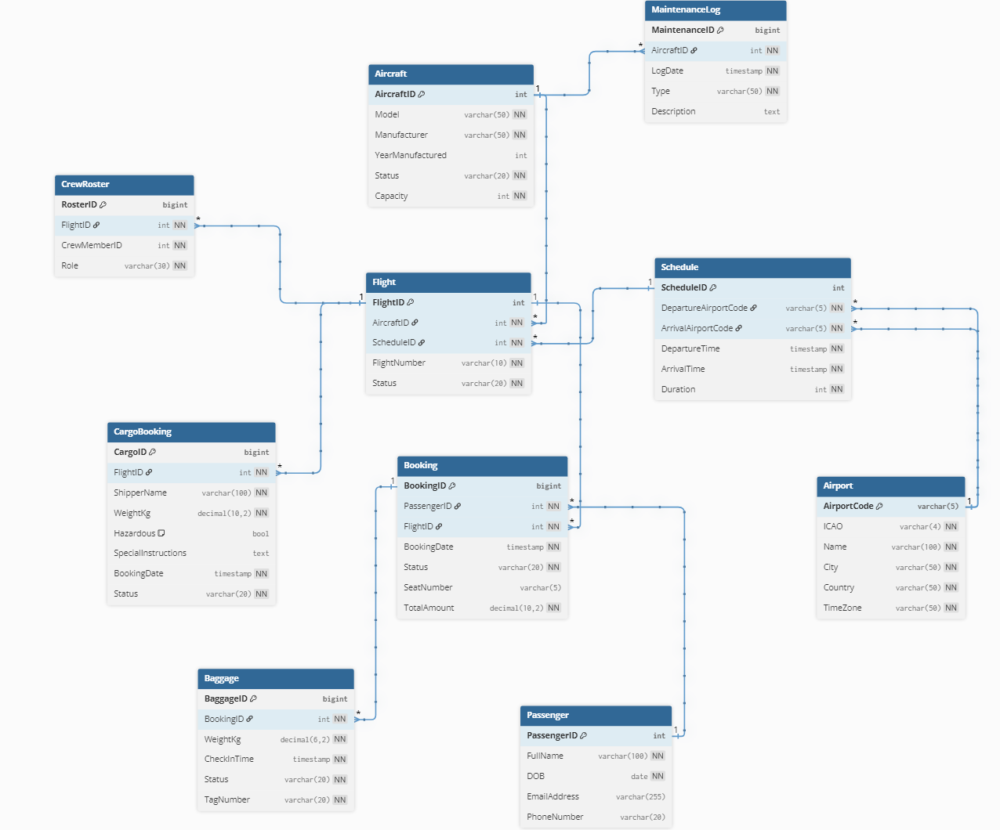 MaintenanceLog
MaintenanceID bigint
* AircraftID int NN
LogDate timestamp NN
Type varchar(50) NN
Description text
Aircraft
AircraftID int 1
Model varchar(50) NN
Manufacturer varchar(50) NN
YearManufactured int
Status varchar(20) NN
Capacity int NN
CrewRoster
RosterID bigint
FlightID int NN *
CrewMemberID int NN
Role varchar(30) NN
Flight
1 FlightID int 1
AircraftID int NN *
ScheduleID int NN *
FlightNumber varchar(10) NN
Status varchar(20) NN
Schedule
1 ScheduleID int
DepartureAirportCode varchar(5) NN *
ArrivalAirportCode varchar(5) NN *
DepartureTime timestamp NN
ArrivalTime timestamp NN
Duration int NN
CargoBooking
CargoID bigint
FlightID int NN *
ShipperName varchar(100) NN
WeightKg decimal(10,2) NN
Hazardous bool
SpecialInstructions text
BookingDate timestamp NN
Status varchar(20) NN
Booking
1 BookingID bigint
PassengerID int NN *
FlightID int NN *
BookingDate timestamp NN
Status varchar(20) NN
SeatNumber varchar(5)
TotalAmount decimal(10,2) NN
Airport
AirportCode varchar(5) 1
ICAO varchar(4) NN
Name varchar(100) NN
City varchar(50) NN
Country varchar(50) NN
TimeZone varchar(50) NN
Baggage
BaggageID bigint
BookingID int NN *
WeightKg decimal(6,2) NN
CheckInTime timestamp NN
Status varchar(20) NN
TagNumber varchar(20) NN
Passenger
PassengerID int 1
FullName varchar(100) NN
DOB date NN
EmailAddress varchar(255)
PhoneNumber varchar(20)